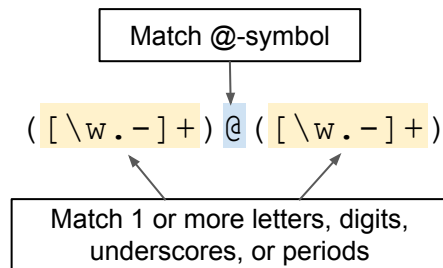 Match @-symbol
([\w.-]+)@([\w.-]+)
Match 1 or more letters, digits,
underscores, or periods